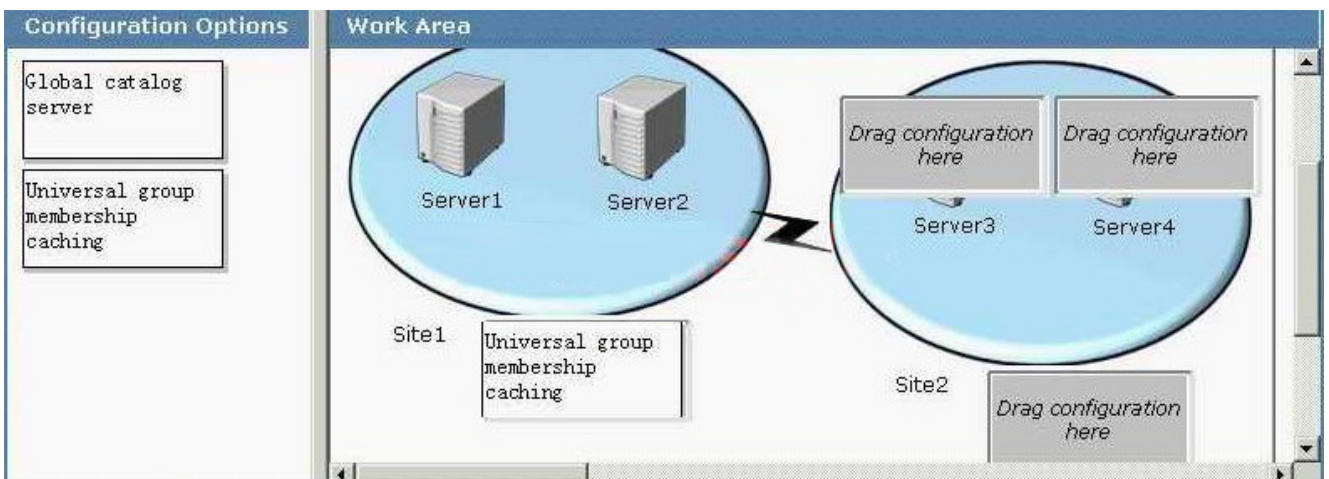 Configuration Options
Work Area
Global catalog
server
Universal group
membership
caching
Server1
Server2
Drag configuration
here
Drag configuration
here
Server3
Server4
Site1
Universal group
membership
caching
Site2
Drag configuration
here